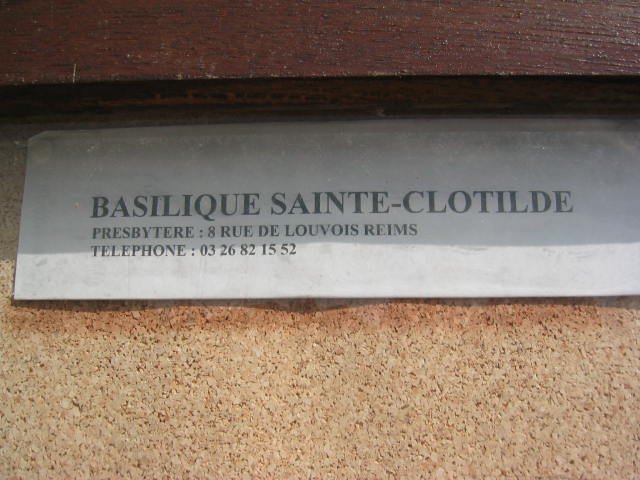 BASILIQUE SAINTE-CLOTILDE
PRESBYTERE : 8 RUE DE LOUVOIS REIMS
TELEPHONE : 03 26 82 15 52